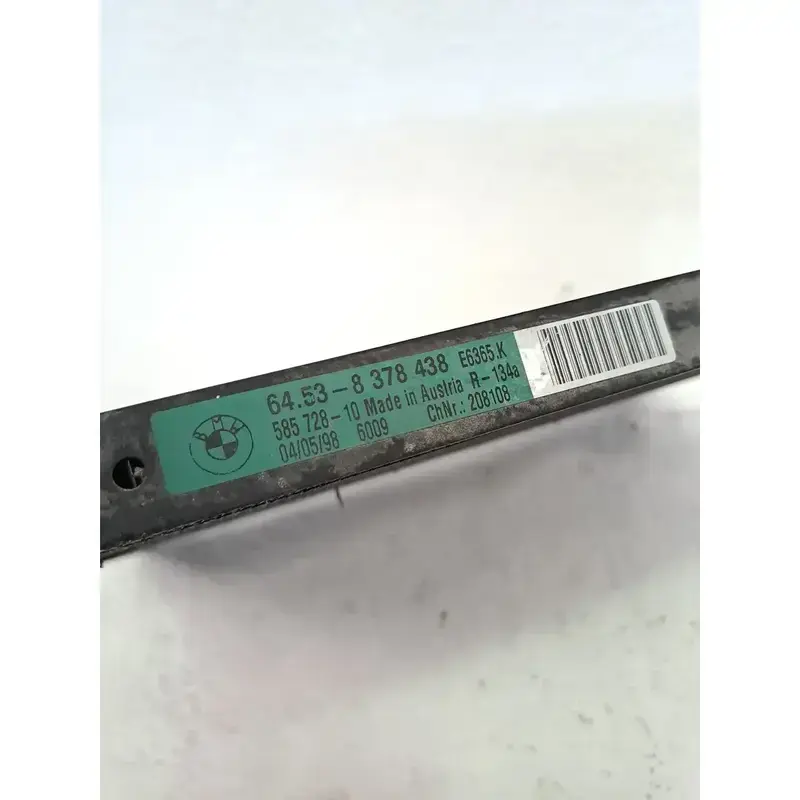 BMW
64.53-8 378 438 E6365.K
585 728-10 Made in Austria R-134a
04/05/98 6009 ChNr.: 208108